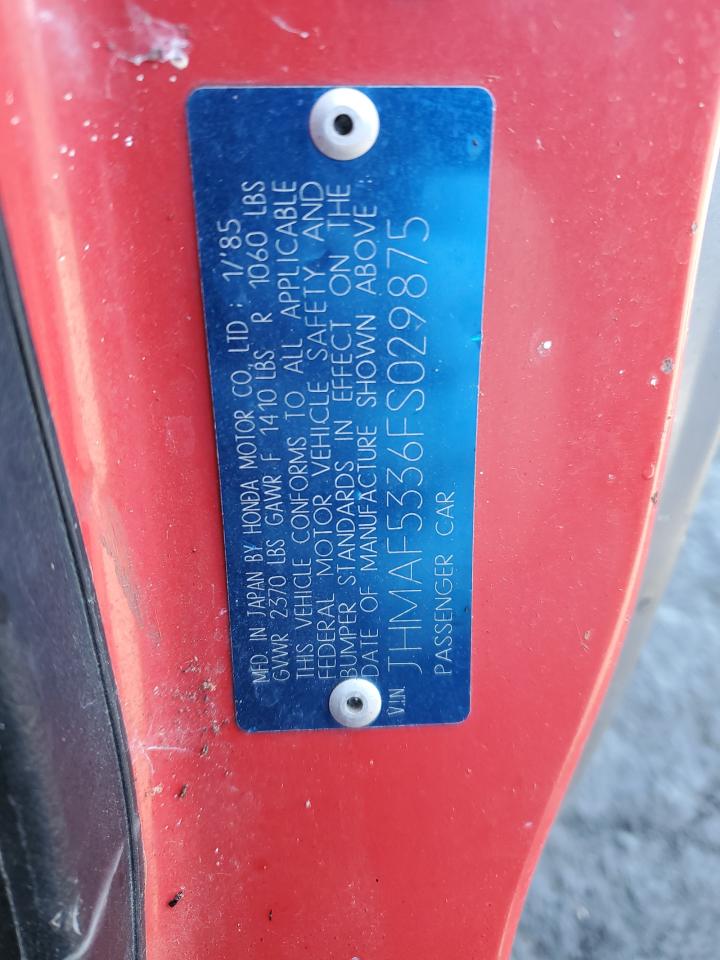 MFD. IN JAPAN BY HONDA MOTOR CO., LTD : 1/'85
GVWR 2370 LBS GAWR F 1410 LBS R 1060 LBS
THIS VEHICLE CONFORMS TO ALL APPLICABLE
FEDERAL MOTOR VEHICLE SAFETY AND
BUMPER STANDARDS IN EFFECT ON THE
DATE OF MANUFACTURE SHOWN ABOVE
VIN JHMAF5336FS029875
PASSENGER CAR